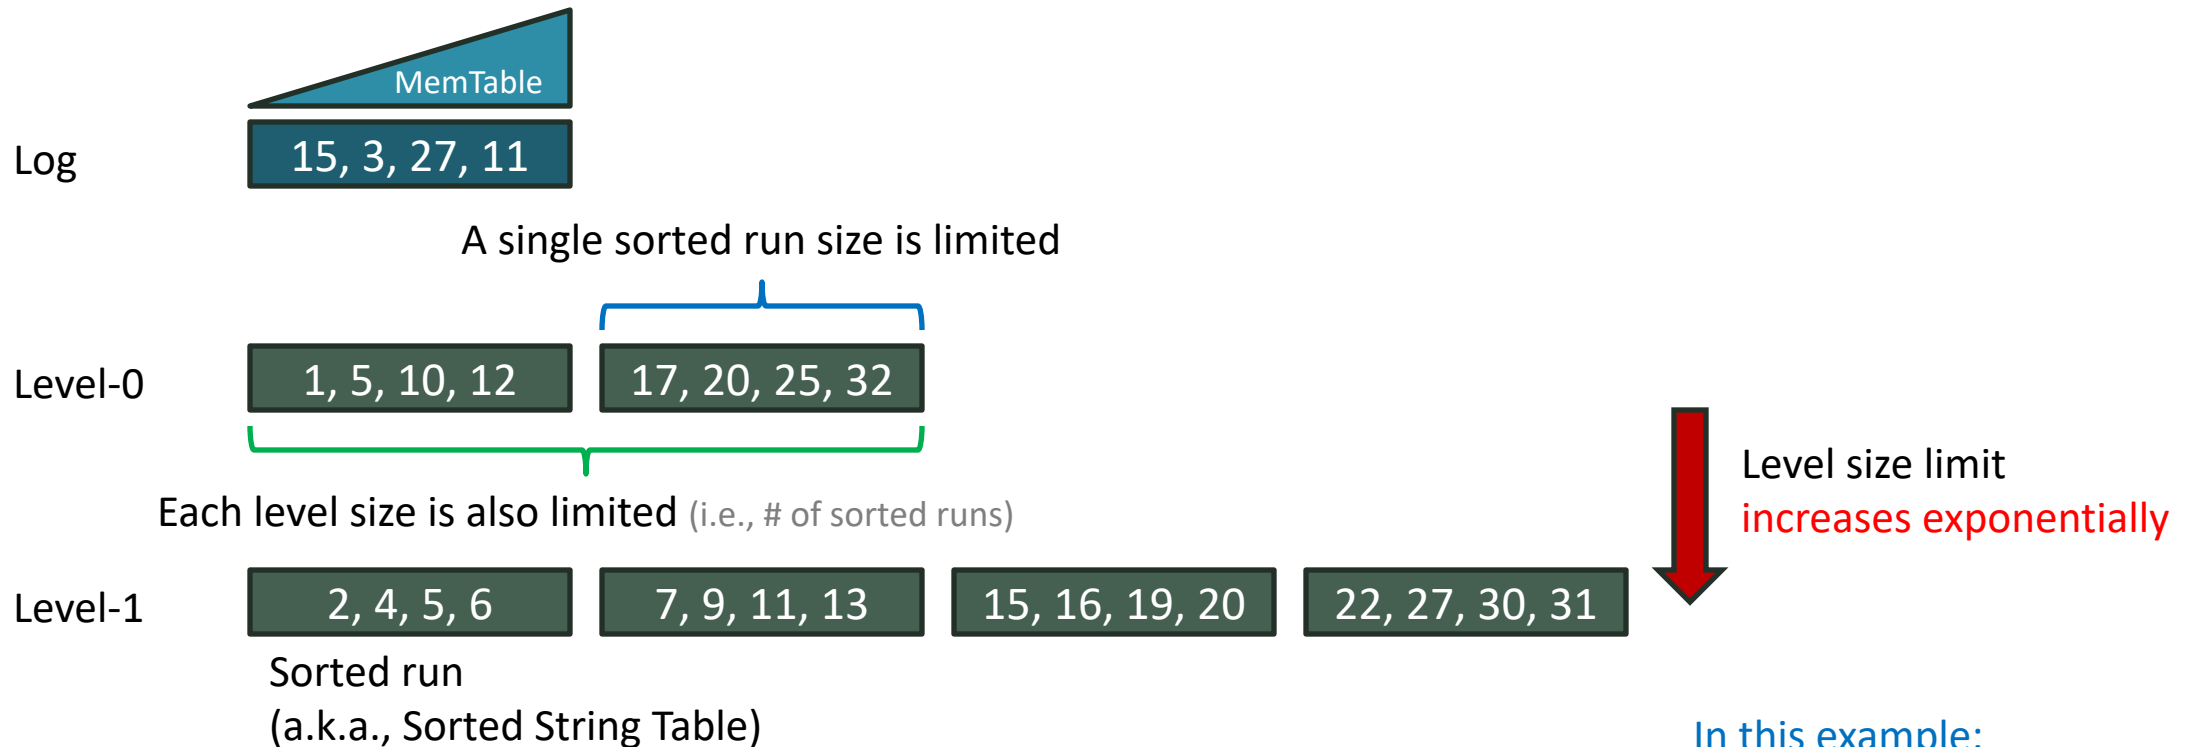 MemTable
Log
15, 3, 27, 11
A single sorted run size is limited
Level-0
1, 5, 10, 12
17, 20, 25, 32
Level size limit
increases exponentially
Each level size is also limited (i.e., # of sorted runs)
Level-1
2, 4, 5, 6
7, 9, 11, 13
15, 16, 19, 20
22, 27, 30, 31
Sorted run
(a.k.a., Sorted String Table)
In this example: